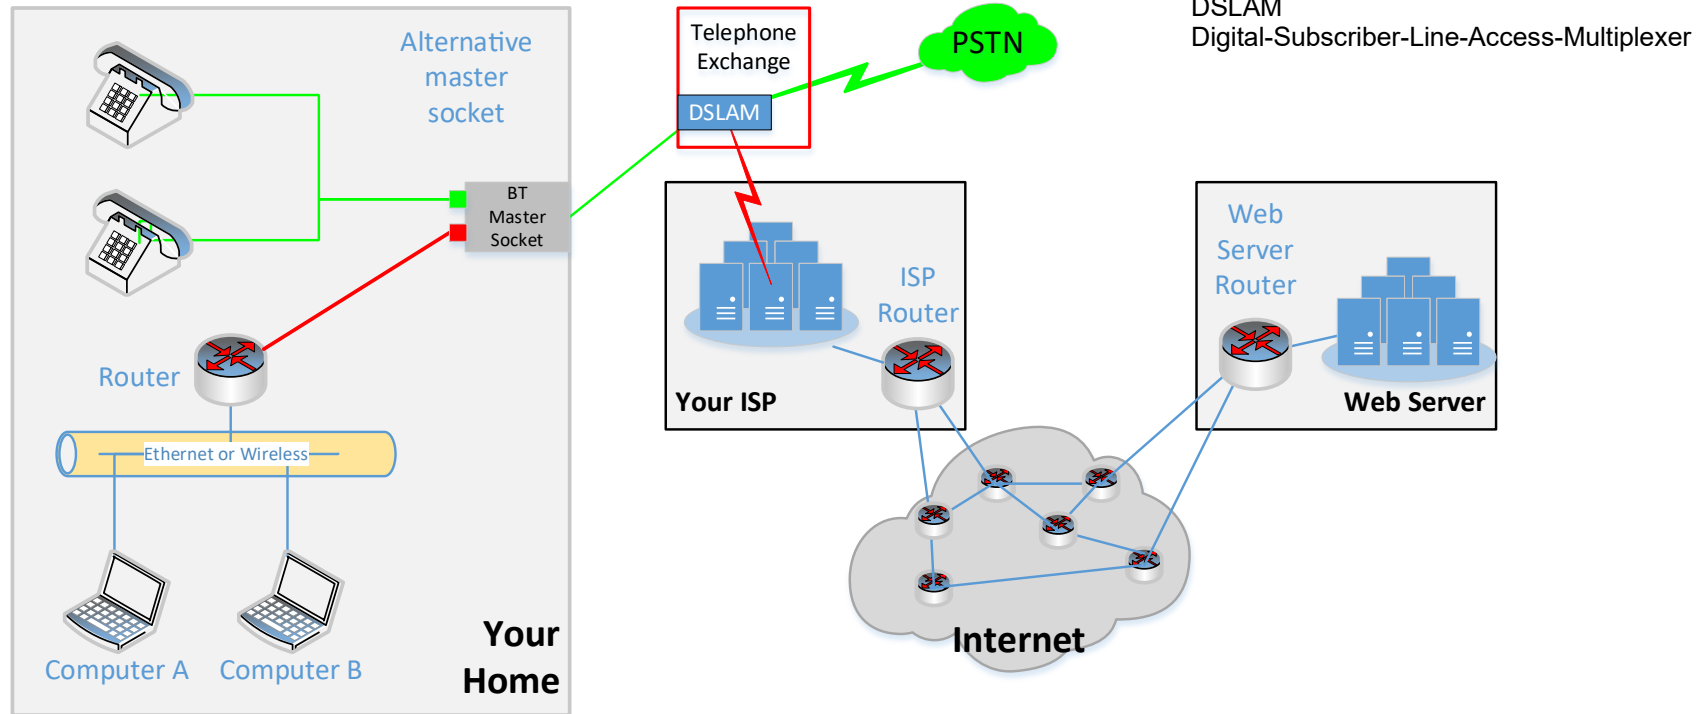 Alternative
master
socket
BT
Master
Socket
Router
Ethernet or Wireless
Computer A
Computer B
Your
Home
Telephone
Exchange
DSLAM
PSTN
DSLAM
Digital-Subscriber-Line-Access-Multiplexer
ISP
Router
Your ISP
Web
Server
Router
Web Server
Internet